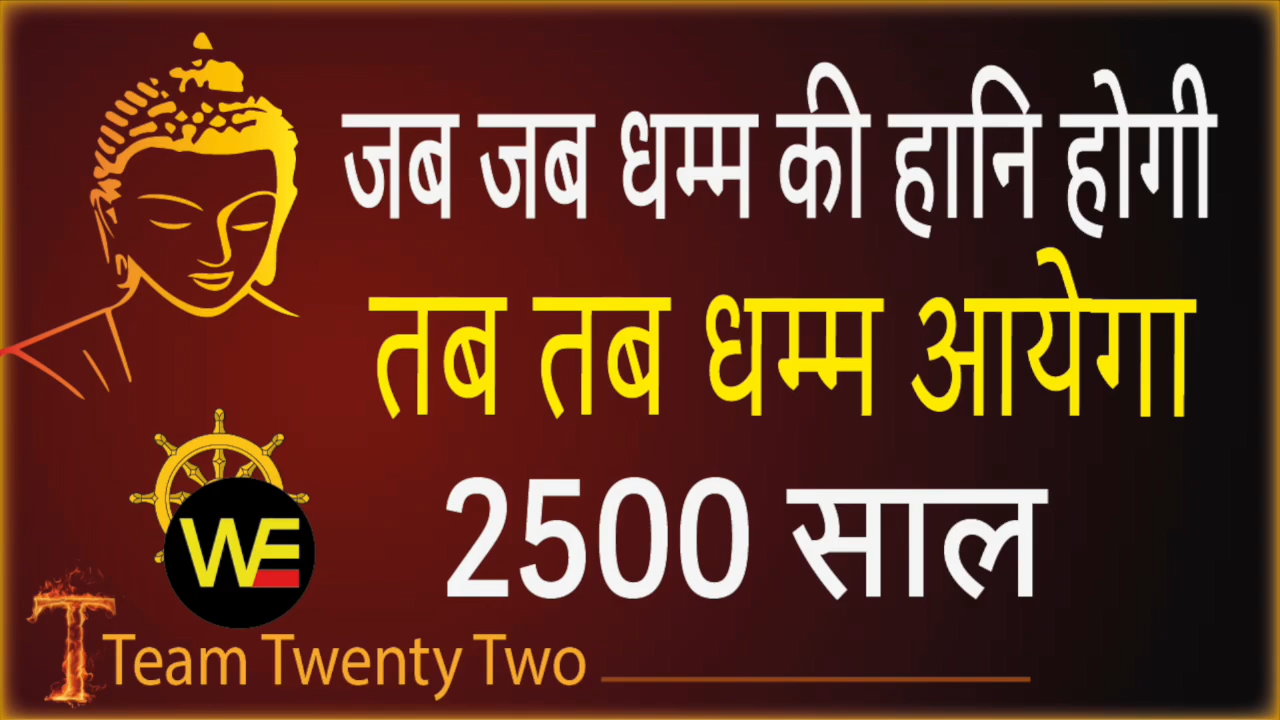 जब जब धम्म की हानि होगी
तब तब धम्म आयेगा
2500 साल
WE
T Team Twenty Two